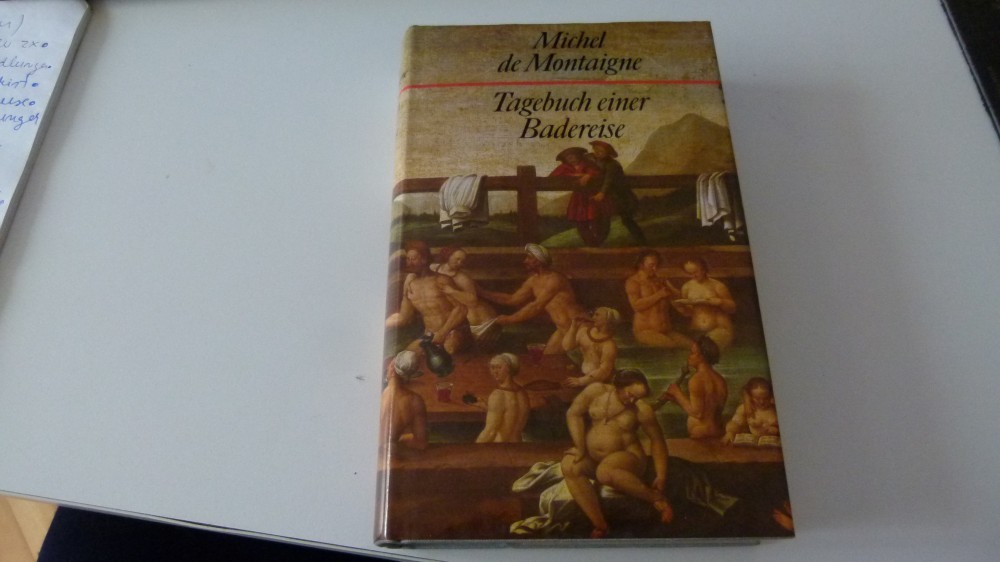 Michel
de Montaigne
Tagebuch einer
Badereise